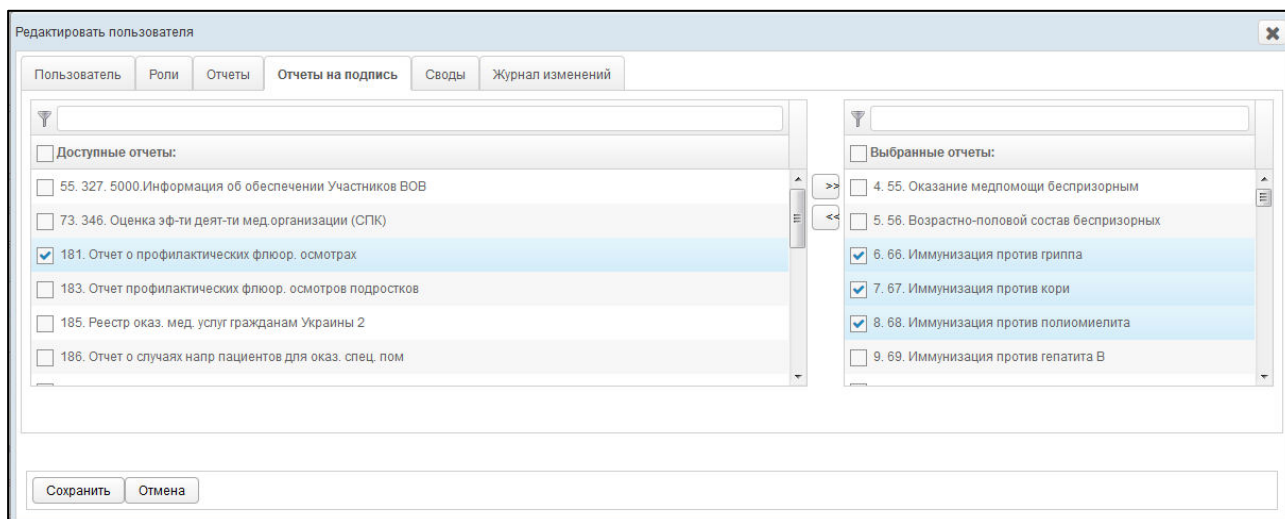 Редактировать пользователя
Пользователь Роли Отчеты Отчеты на подпись Своды Журнал изменений
Доступные отчеты:
55. 327. 5000.Информация об обеспечении Участников ВОВ
73. 346. Оценка эф-ти деят-ти мед.организации (СПК)
181. Отчет о профилактических флюор. осмотрах
183. Отчет профилактических флюор. осмотров подростков
185. Реестр оказ. мед. услуг гражданам Украины 2
186. Отчет о случаях напр пациентов для оказ. спец. пом
>>
<<
Выбранные отчеты:
4. 55. Оказание медпомощи беспризорным
5. 56. Возрастно-половой состав беспризорных
6. 66. Иммунизация против гриппа
7. 67. Иммунизация против кори
8. 68. Иммунизация против полиомиелита
9. 69. Иммунизация против гепатита В
Сохранить Отмена